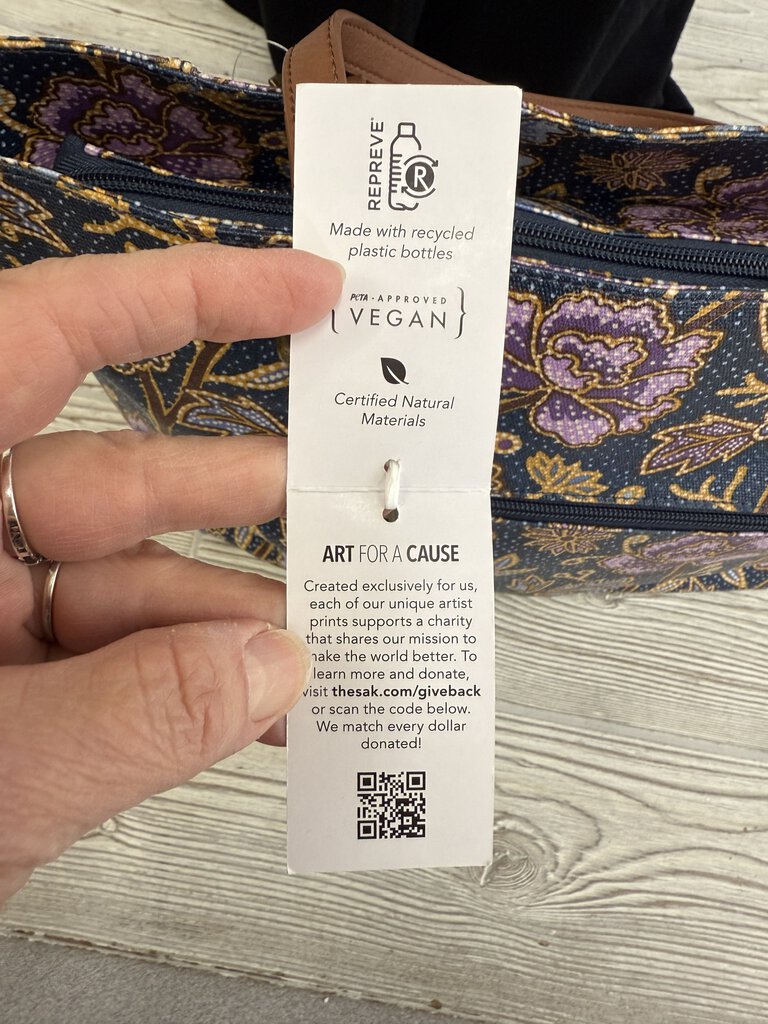 REPREVE®
R
Made with recycled
plastic bottles
PETA-APPROVED
VEGAN
Certified Natural
Materials
ART FOR A CAUSE
Created exclusively for us,
each of our unique artist
prints supports a charity
that shares our mission to
make the world better. To
learn more and donate,
visit thesak.com/giveback
or scan the code below.
We match every dollar
donated!